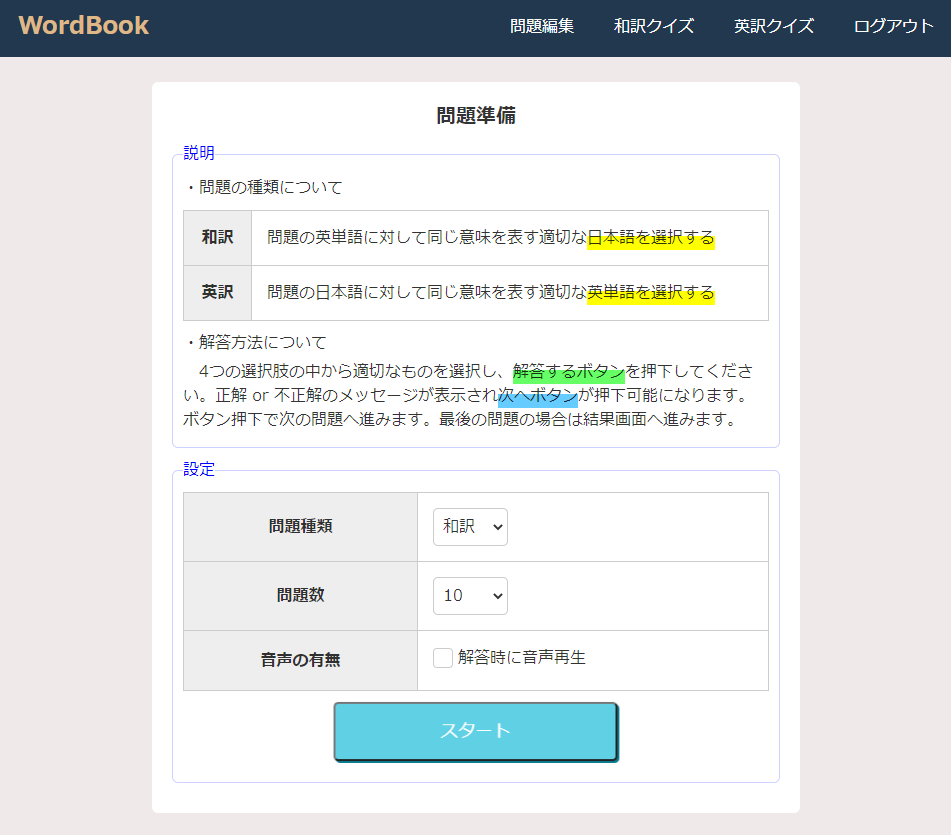 WordBook
問題編集 和訳クイズ 英訳クイズ ログアウト
問題準備
説明
・問題の種類について
和訳 問題の英単語に対して同じ意味を表す適切な日本語を選択する
英訳 問題の日本語に対して同じ意味を表す適切な英単語を選択する
・解答方法について
4つの選択肢の中から適切なものを選択し、解答するボタンを押下してくださ
い。正解 or 不正解のメッセージが表示され次へボタンが押下可能になります。
ボタン押下で次の問題へ進みます。最後の問題の場合は結果画面へ進みます。
設定
問題種類 和訳
問題数 10
音声の有無 解答時に音声再生
スタート